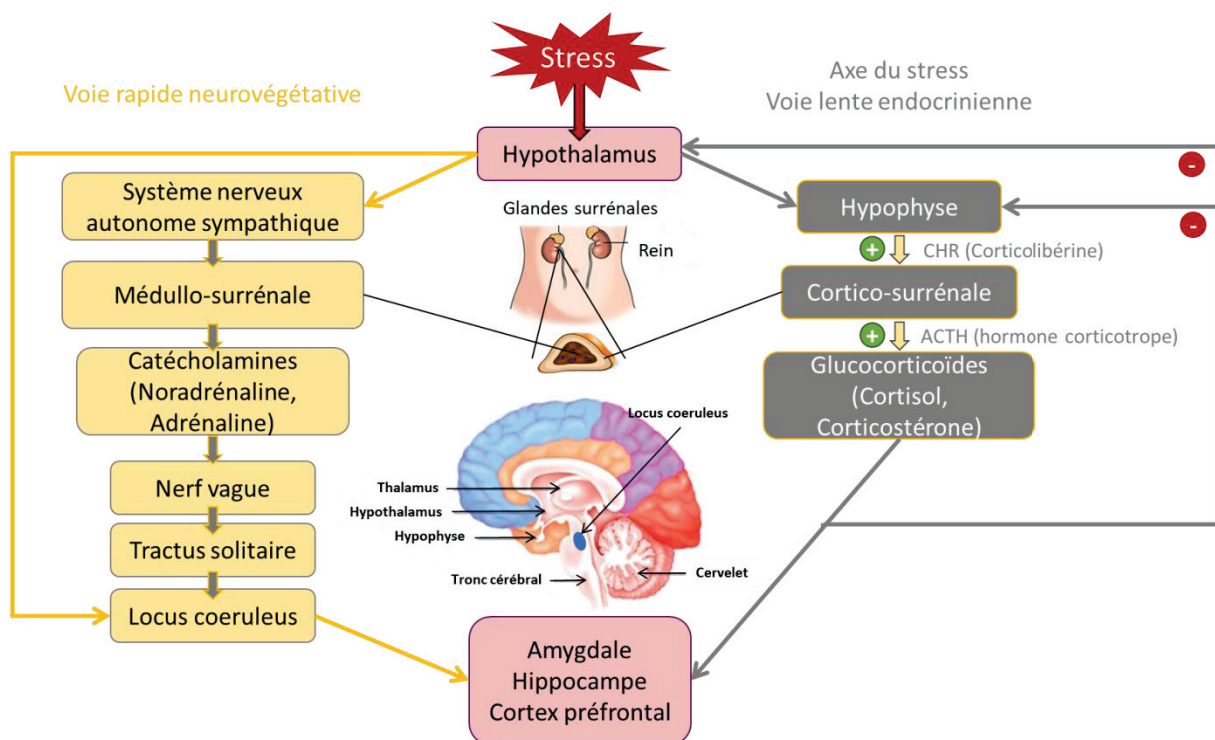 Stress
Voie rapide neurovégétative
Axe du stress
Voie lente endocrinienne
Hypothalamus
Système nerveux
autonome sympathique
Médullo-surrénale
Catécholamines
(Noradrénaline,
Adrénaline)
Nerf vague
Tractus solitaire
Locus coeruleus
Glandes surrénales
Rein
Hypophyse
+
CHR (Corticolibérine)
Cortico-surrénale
+
ACTH (hormone corticotrope)
Glucocorticoïdes
(Cortisol,
Corticostérone)
-
-
Locus coeruleus
Thalamus
Hypothalamus
Hypophyse
Tronc cérébral
Cervelet
Amygdale
Hippocampe
Cortex préfrontal